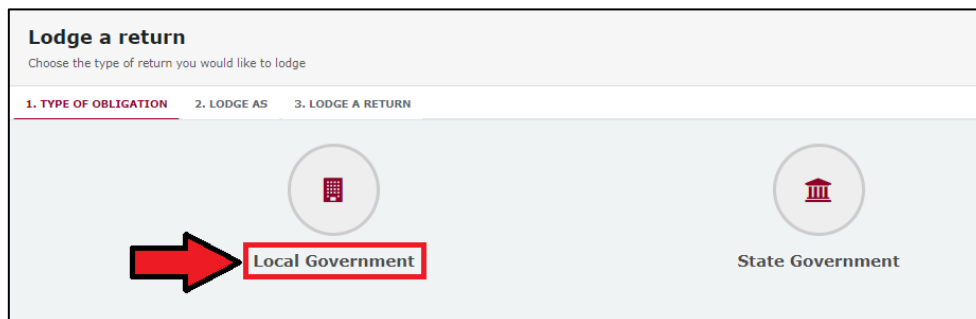 Lodge a return
Choose the type of return you would like to lodge
1. TYPE OF OBLIGATION 2. LODGE AS 3. LODGE A RETURN
Local Government State Government